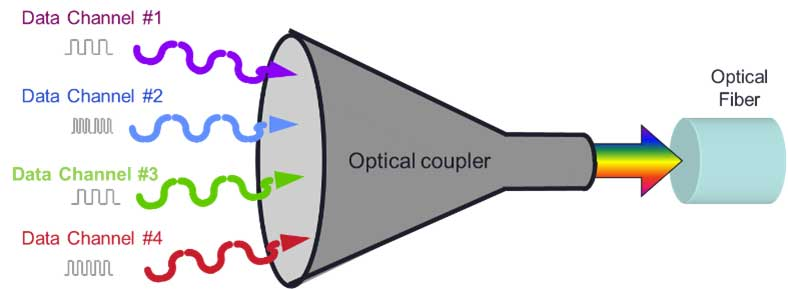 Data Channel #1
Data Channel #2
Data Channel #3
Data Channel #4
Optical coupler
Optical
Fiber